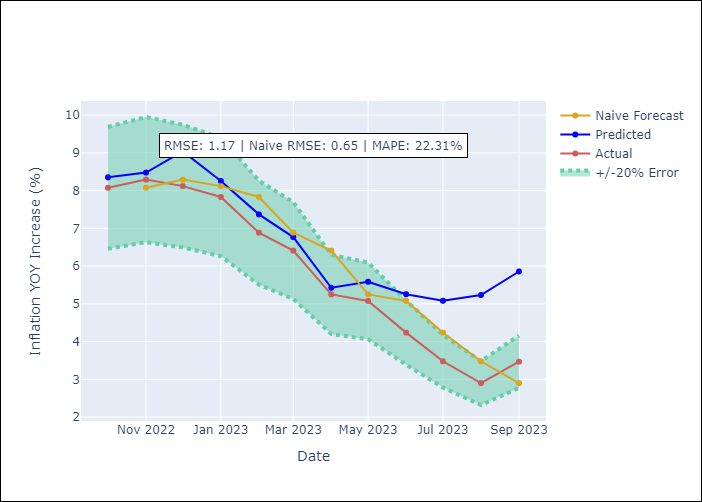 10
9
8
7
6
5
4
3
2
Inflation YOY Increase (%)
RMSE: 1.17 | Naive RMSE: 0.65 | MAPE: 22.31%
Nov 2022
Jan 2023
Mar 2023
May 2023
Jul 2023
Sep 2023
Date
Naive Forecast
Predicted
Actual
+/-20% Error